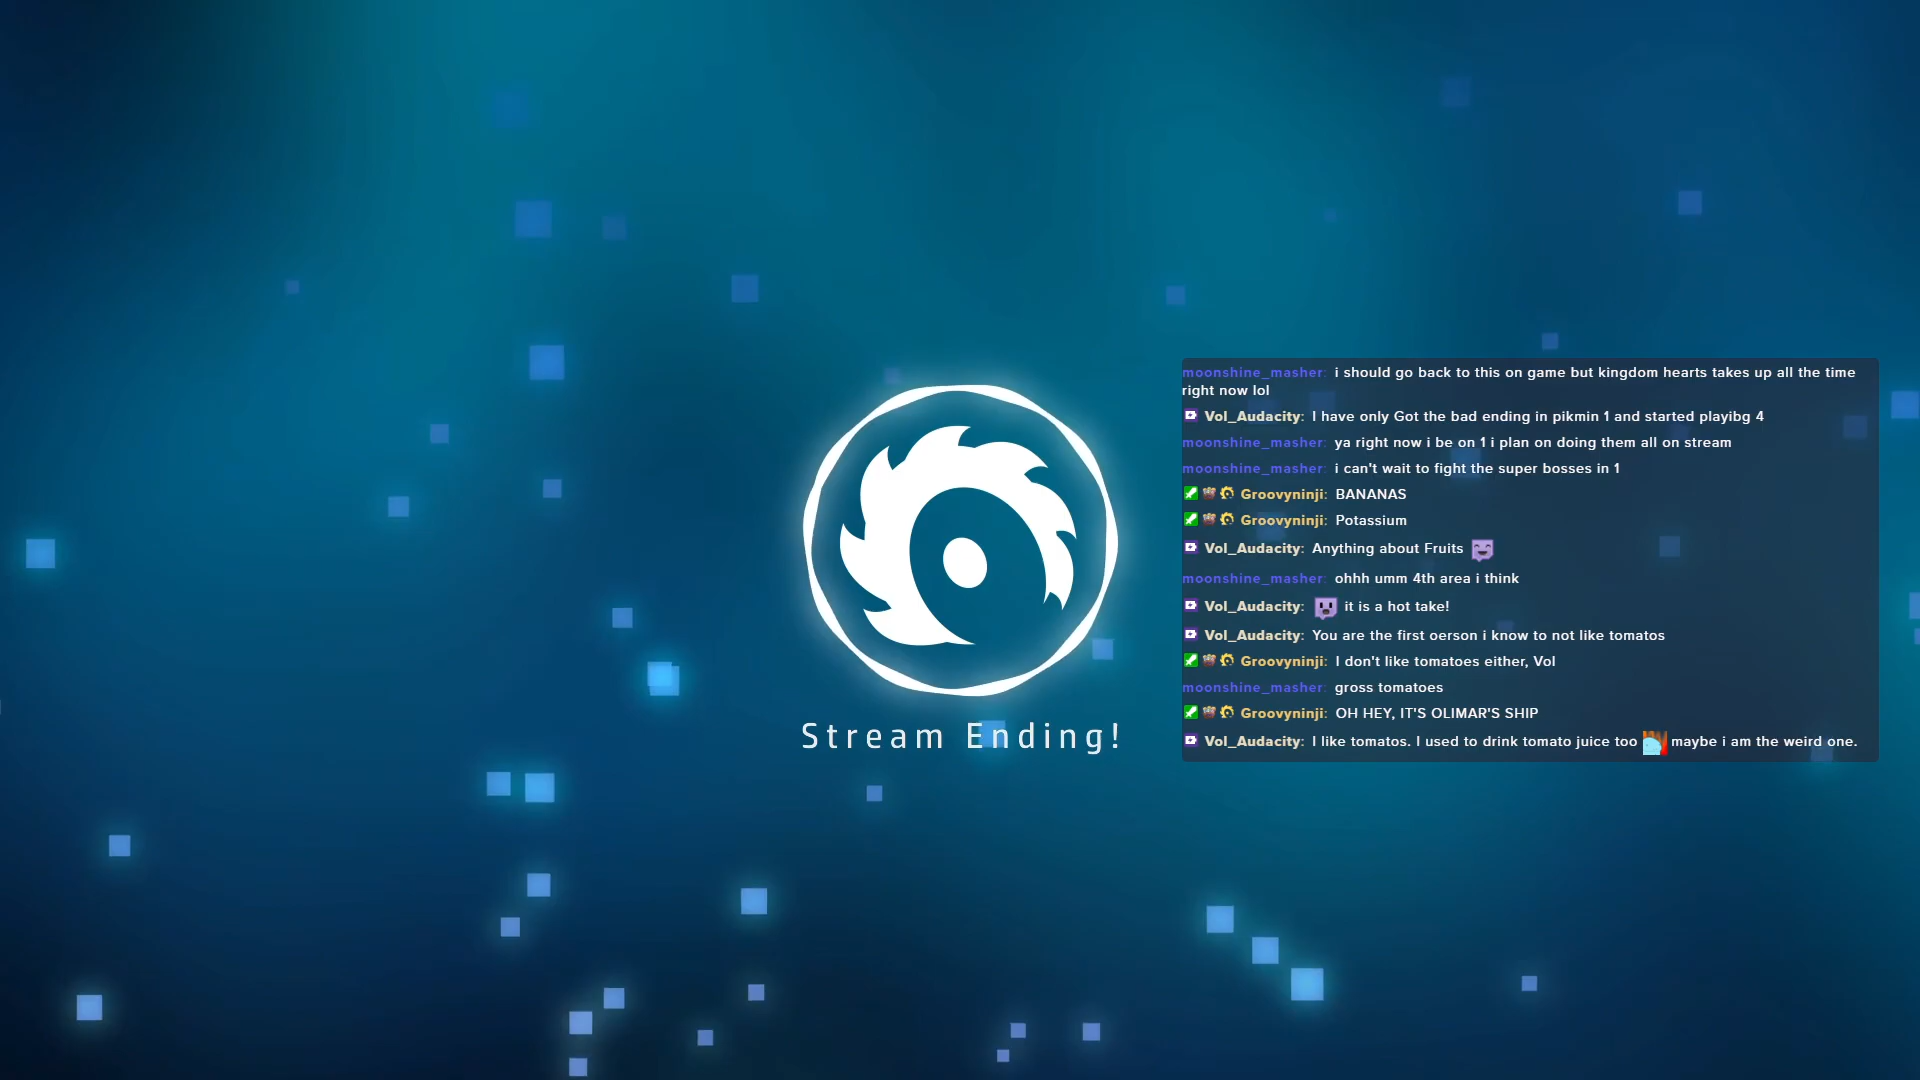 moonshine_masher: i should go back to this on game but kingdom hearts takes up all the time
right now lol
Vol_Audacity: I have only Got the bad ending in pikmin 1 and started playibg 4
moonshine_masher: ya right now i be on 1 i plan on doing them all on stream
moonshine_masher: i can't wait to fight the super bosses in 1
Groovyninji: BANANAS
Groovyninji: Potassium
Vol_Audacity: Anything about Fruits
moonshine_masher: ohhh umm 4th area i think
Vol_Audacity: it is a hot take!
Vol_Audacity: You are the first oerson i know to not like tomatos
Groovyninji: I don't like tomatoes either, Vol
moonshine_masher: gross tomatoes
Groovyninji: OH HEY, IT'S OLIMAR'S SHIP
Vol_Audacity: I like tomatos. I used to drink tomato juice too maybe i am the weird one.
Stream Ending!